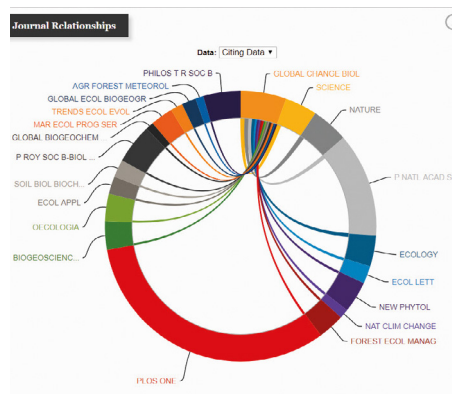 Journal Relationships
Data: Citing Data
PHILOS T R SOC B
GLOBAL CHANGE BIOL
AGR FOREST METEOROL
SCIENCE
GLOBAL ECOL BIOGEOGR
NATURE
TRENDS ECOL EVOL
MAR ECOL PROG SER
GLOBAL BIOGEOCHEM ...
P ROY SOC B-BIOL ...
P NATL ACAD S
SOIL BIOL BIOCH...
ECOL APPL
OECOLOGIA
BIOGEOSCIENC...
ECOLOGY
ECOL LETT
NEW PHYTOL
NAT CLIM CHANGE
FOREST ECOL MANAG
PLOS ONE